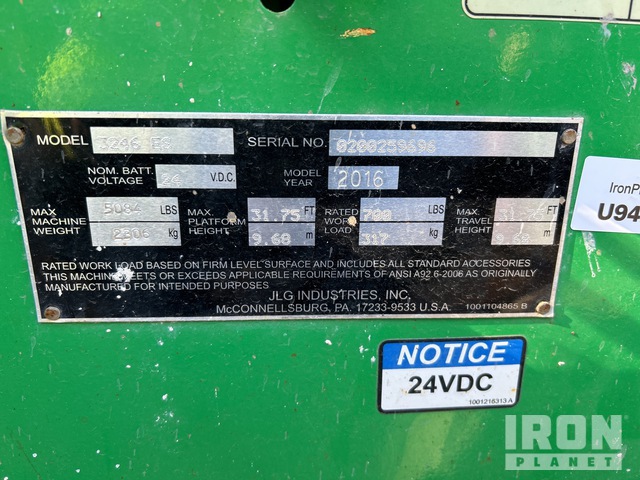 MODEL 3246 ES SERIAL NO. 0200259696
NOM. BATT. VOLTAGE 24 V.D.C. MODEL YEAR 2016
MAX MACHINE WEIGHT LBS 2306 kg
MAX PLATFORM HEIGHT 31.75 FT 9.68 m
RATED WORK LOAD 700 LBS 317 kg
MAX TRAVEL HEIGHT FT m
RATED WORK LOAD BASED ON FIRM LEVEL SURFACE AND INCLUDES ALL STANDARD ACCESSORIES
THIS MACHINE MEETS OR EXCEEDS APPLICABLE REQUIREMENTS OF ANSI A92.6-2006 AS ORIGINALLY
MANUFACTURED FOR INTENDED PURPOSES
JLG INDUSTRIES, INC.
McCONNELLSBURG, PA. 17233-9533 U.S.A. 1001104865 B
IronP
U94
NOTICE
24VDC
1001216313 A
IRON
PLANET